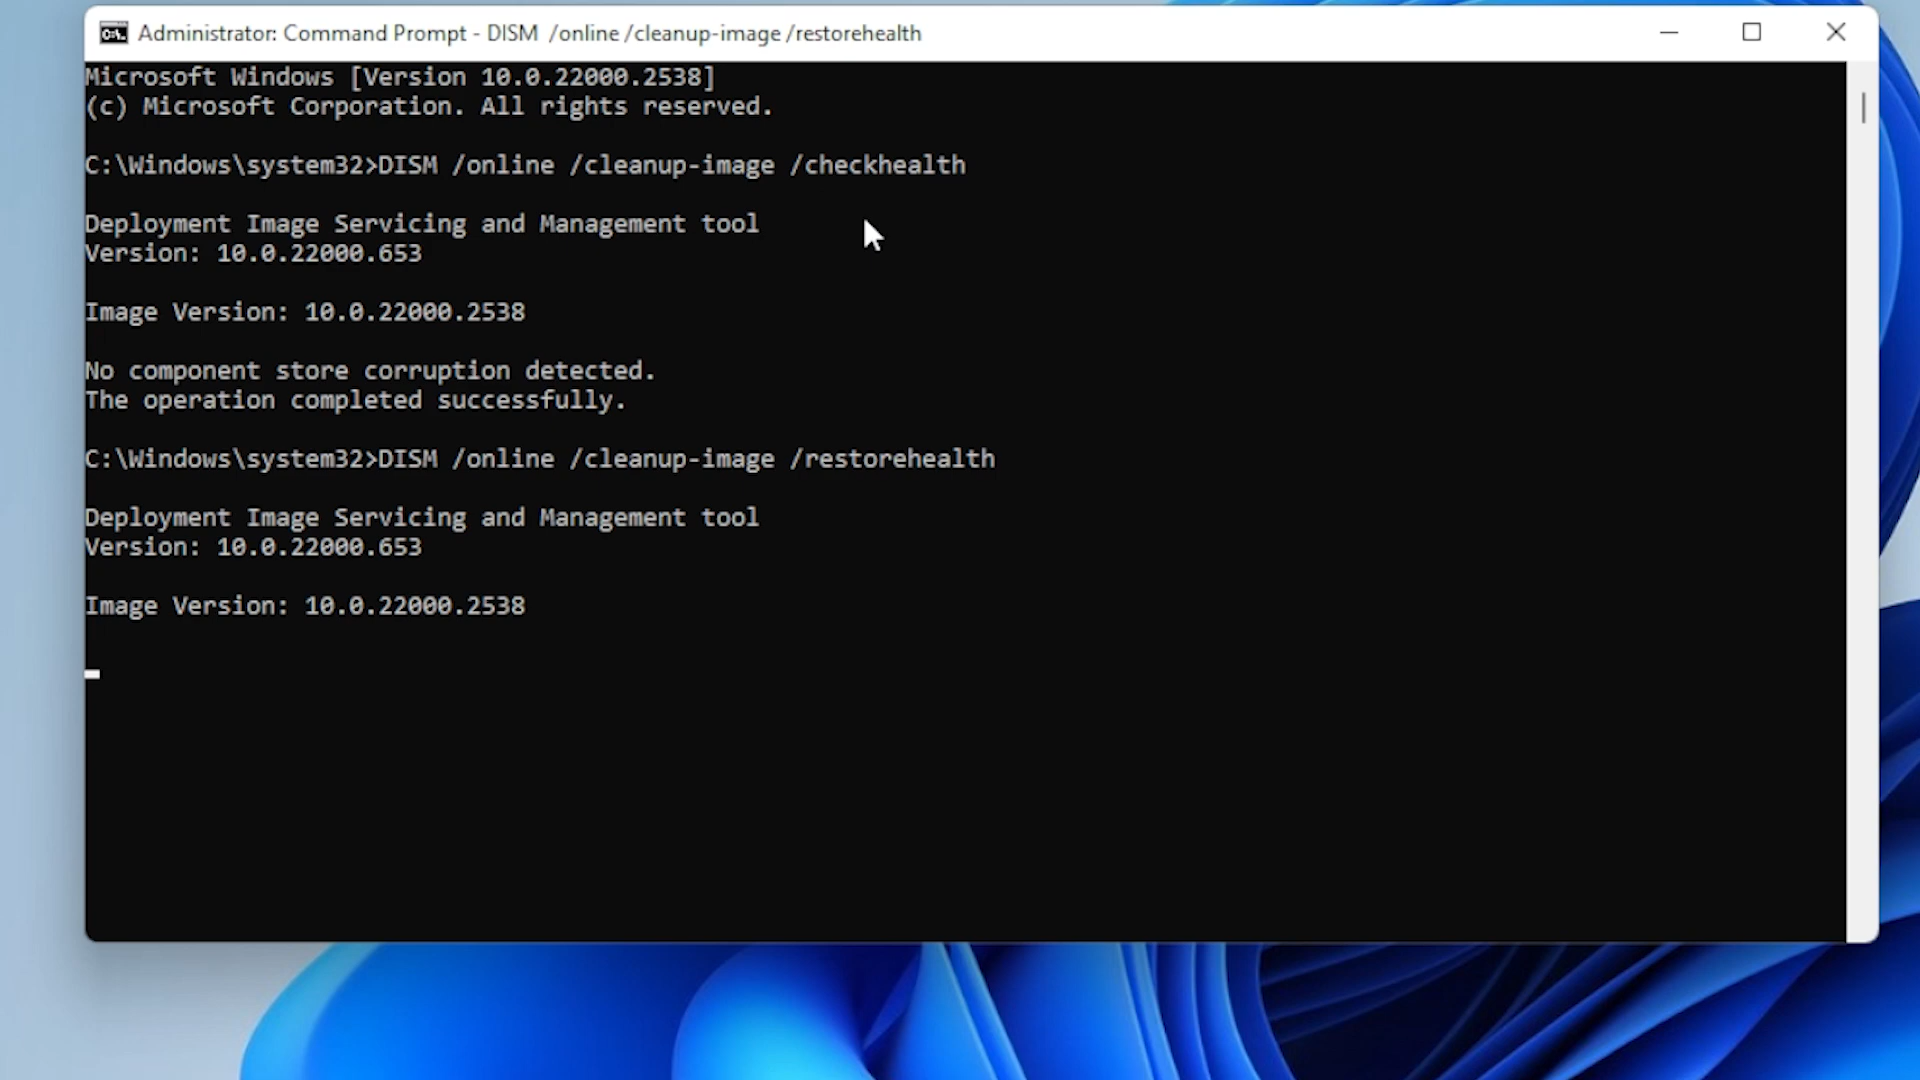 Administrator: Command Prompt - DISM /online /cleanup-image /restorehealth
Microsoft Windows [Version 10.0.22000.2538]
(c) Microsoft Corporation. All rights reserved.
C:\Windows\system32>DISM /online /cleanup-image /checkhealth
Deployment Image Servicing and Management tool
Version: 10.0.22000.653
Image Version: 10.0.22000.2538
No component store corruption detected.
The operation completed successfully.
C:\Windows\system32>DISM /online /cleanup-image /restorehealth
Deployment Image Servicing and Management tool
Version: 10.0.22000.653
Image Version: 10.0.22000.2538